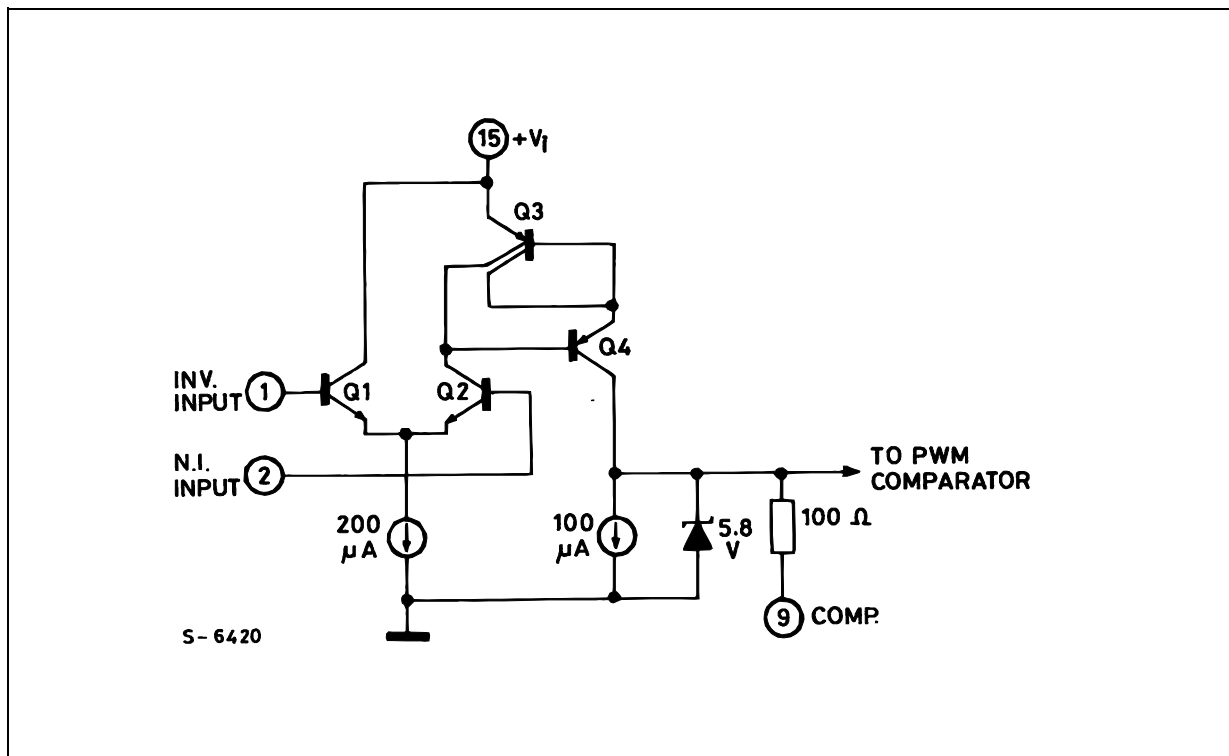 15 +Vi
Q3
Q4
INV.
INPUT 1
Q1
Q2
N.I.
INPUT 2
TO PWM
COMPARATOR
200
µA
100
µA
5.8
V
100 Ω
9 COMP.
S-6420